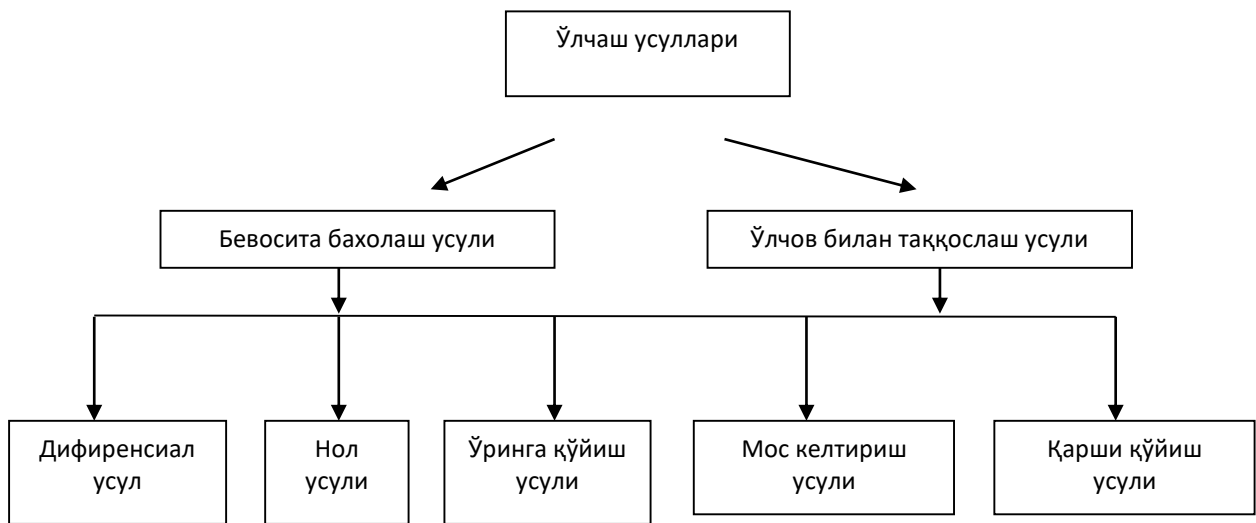 Ўлчаш усуллари
Бевосита бахолаш усули
Ўлчов билан таққослаш усули
Дифиренсиал
усул
Нол
усули
Ўринга қўйиш
усули
Мос келтириш
усули
Қарши қўйиш
усули